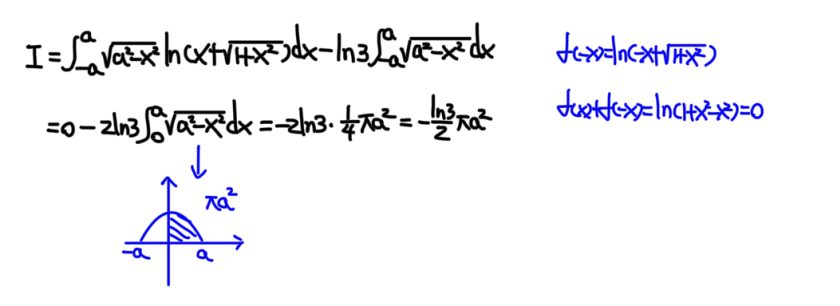 I = ∫_{-a}^{a} √(a²-x²) ln(x+√(1+x²)) dx - ln3 ∫_{-a}^{a} √(a²-x²) dx
f(-x)=ln(-x+√(1+x²))
= 0 - 2ln3 ∫_{0}^{a} √(a²-x²) dx = -2ln3 · 1/4 πa² = - ln3/2 πa²
f(x)+f(-x)=ln(1+x²-x²)=0
πa²
-a a